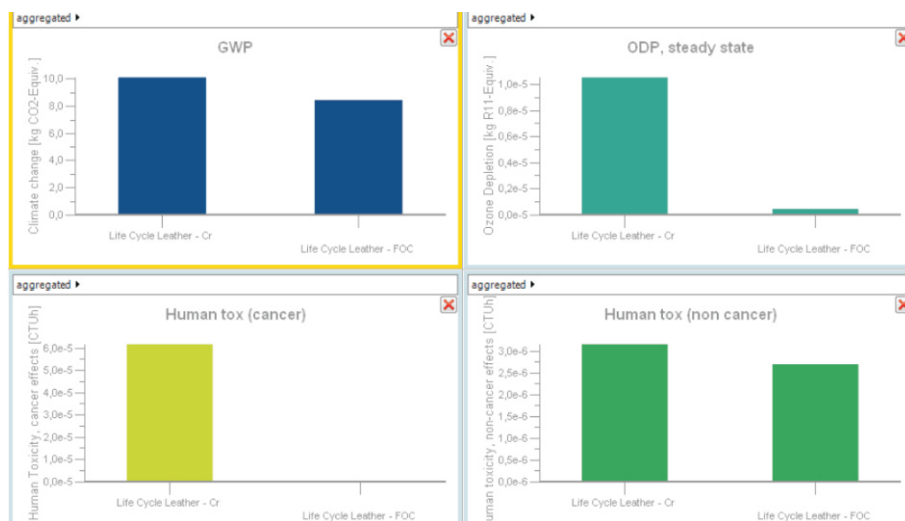 aggregated
GWP
Climate change [kg CO2-Equiv.]
10,0
8,0
6,0
4,0
2,0
0,0
Life Cycle Leather - Cr
Life Cycle Leather - FOC
aggregated
ODP, steady state
Ozone Depletion [kg R11-Equiv.]
1,0e-5
0,8e-5
0,6e-5
0,4e-5
0,2e-5
0,0e-5
Life Cycle Leather - Cr
Life Cycle Leather - FOC
aggregated
Human tox (cancer)
Human Toxicity, cancer effects [CTUh]
6,0e-5
5,0e-5
4,0e-5
3,0e-5
2,0e-5
1,0e-5
0,0e-5
Life Cycle Leather - Cr
Life Cycle Leather - FOC
aggregated
Human tox (non cancer)
uman toxicity, non-cancer effects [CTUh]
3,0e-6
2,5e-6
2,0e-6
1,5e-6
1,0e-6
0,5e-6
0,0e-6
Life Cycle Leather - Cr
Life Cycle Leather - FOC